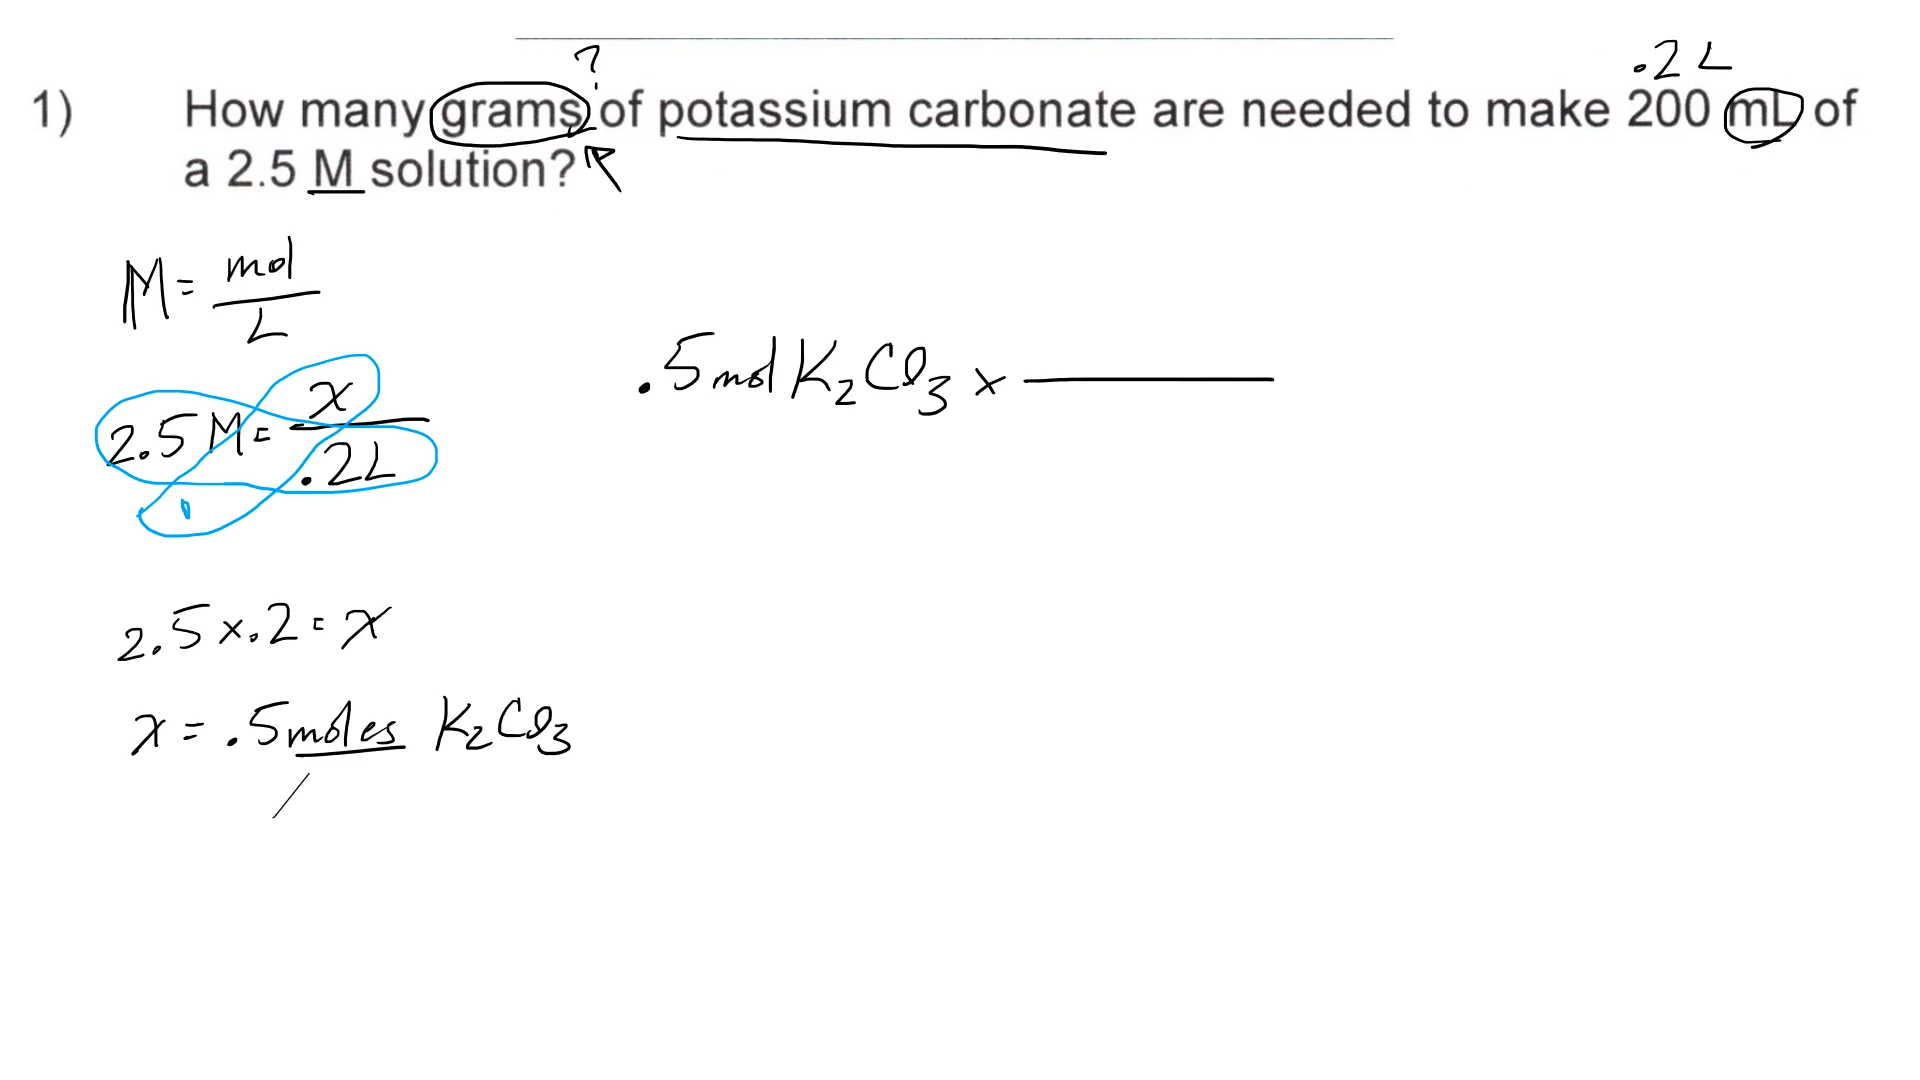 ?
.2 L
1) How many grams of potassium carbonate are needed to make 200 mL of
a 2.5 M solution?
M = mol
L
.5 mol K₂CO₃ x
2.5 M = x
.2L
1
2.5 x .2 = x
x = .5 moles K₂CO₃